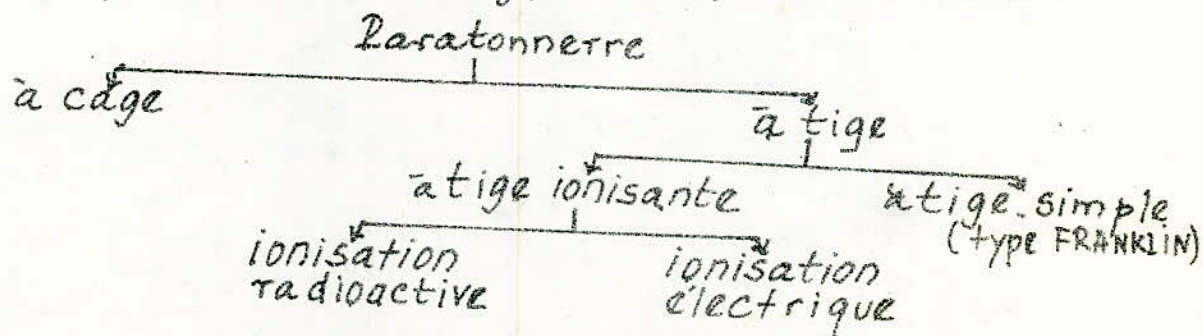 Paratonnerre
à cage
à tige
à tige ionisante
à tige simple
(type FRANKLIN)
ionisation
radioactive
ionisation
électrique